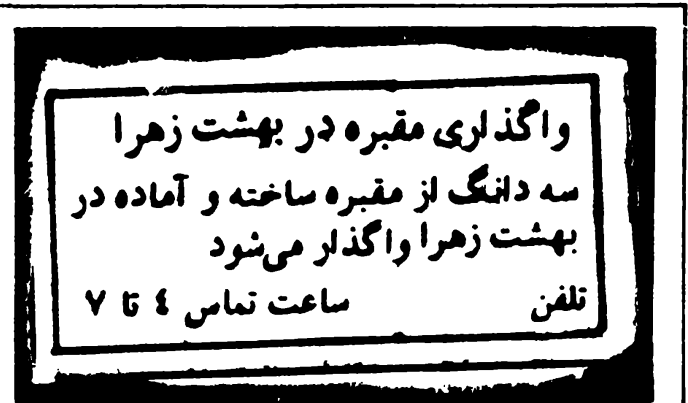 واگذاری مقبره در بهشت زهرا
سه دانگ از مقبره ساخته و آماده در
بهشت زهرا واگذار می‌شود
تلفن ساعت تماس ٤ تا ٧